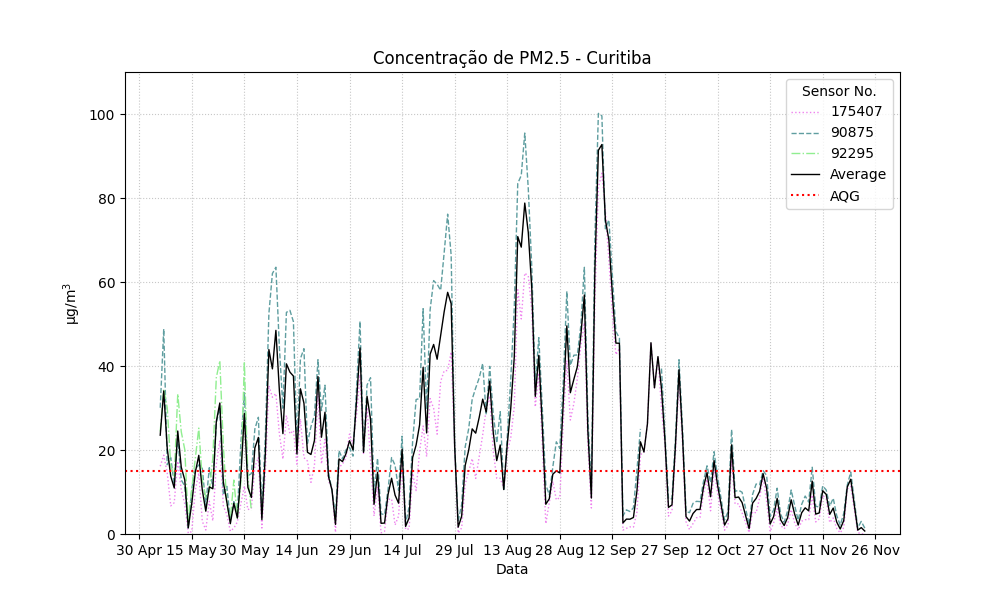 Concentração de PM2.5 - Curitiba
Sensor No.
175407
90875
92295
Average
AQG
100
80
60
40
20
0
µg/m³
30 Apr 15 May 30 May 14 Jun 29 Jun 14 Jul 29 Jul 13 Aug 28 Aug 12 Sep 27 Sep 12 Oct 27 Oct 11 Nov 26 Nov
Data